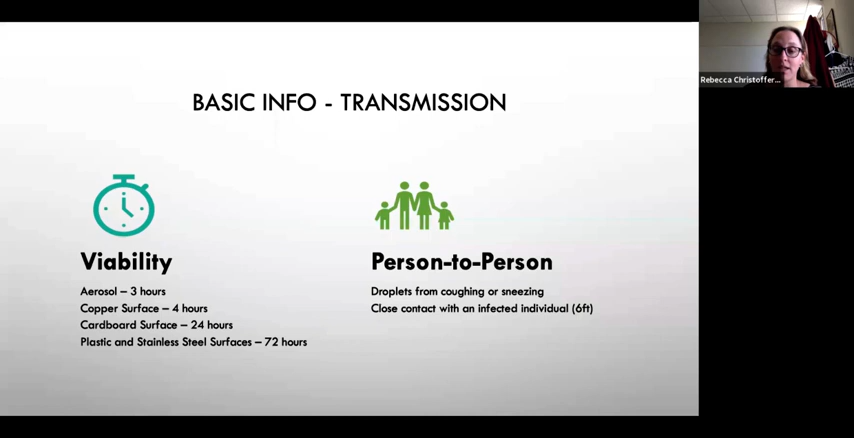 BASIC INFO - TRANSMISSION
Viability
Aerosol – 3 hours
Copper Surface – 4 hours
Cardboard Surface – 24 hours
Plastic and Stainless Steel Surfaces – 72 hours
Person-to-Person
Droplets from coughing or sneezing
Close contact with an infected individual (6ft)
Rebecca Christoffer...